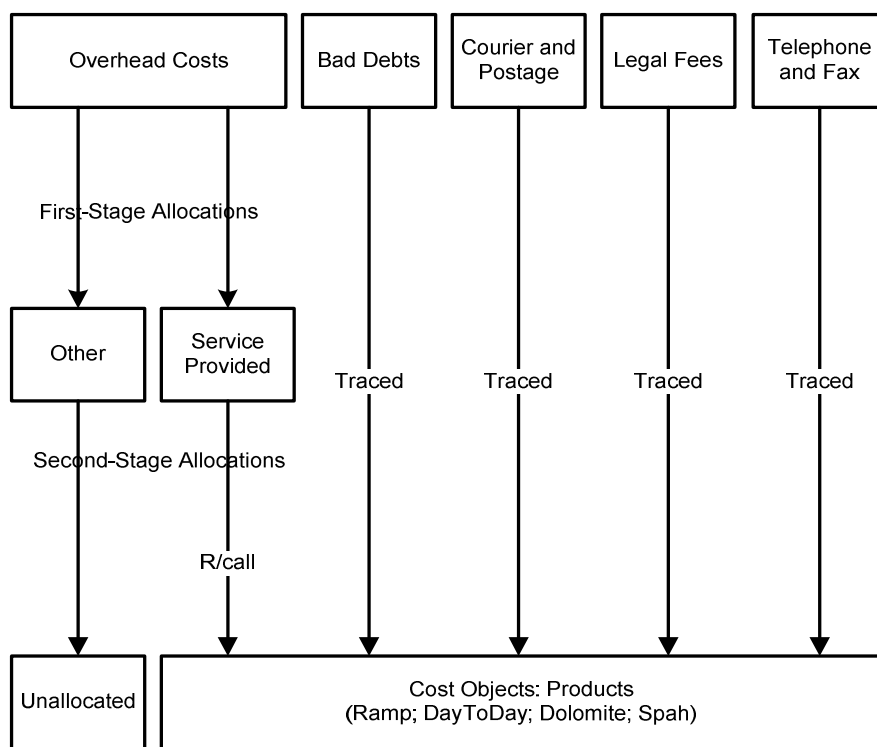 Overhead Costs
Bad Debts
Courier and
Postage
Legal Fees
Telephone
and Fax
First-Stage Allocations
Other
Service
Provided
Traced
Traced
Traced
Traced
Second-Stage Allocations
R/call
Unallocated
Cost Objects: Products
(Ramp; DayToDay; Dolomite; Spah)